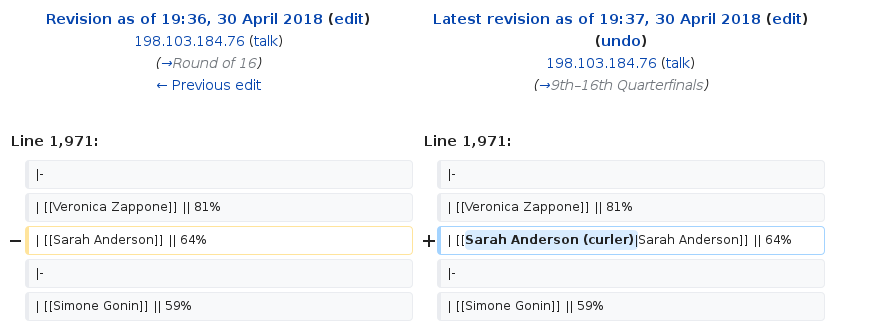 Revision as of 19:36, 30 April 2018 (edit)
198.103.184.76 (talk)
(→Round of 16)
← Previous edit
Latest revision as of 19:37, 30 April 2018 (edit)
(undo)
198.103.184.76 (talk)
(→9th–16th Quarterfinals)
Line 1,971:
Line 1,971:
|-
|-
| [[Veronica Zappone]] || 81%
| [[Veronica Zappone]] || 81%
− | [[Sarah Anderson]] || 64%
+ | [[Sarah Anderson (curler)|Sarah Anderson]] || 64%
|-
|-
| [[Simone Gonin]] || 59%
| [[Simone Gonin]] || 59%